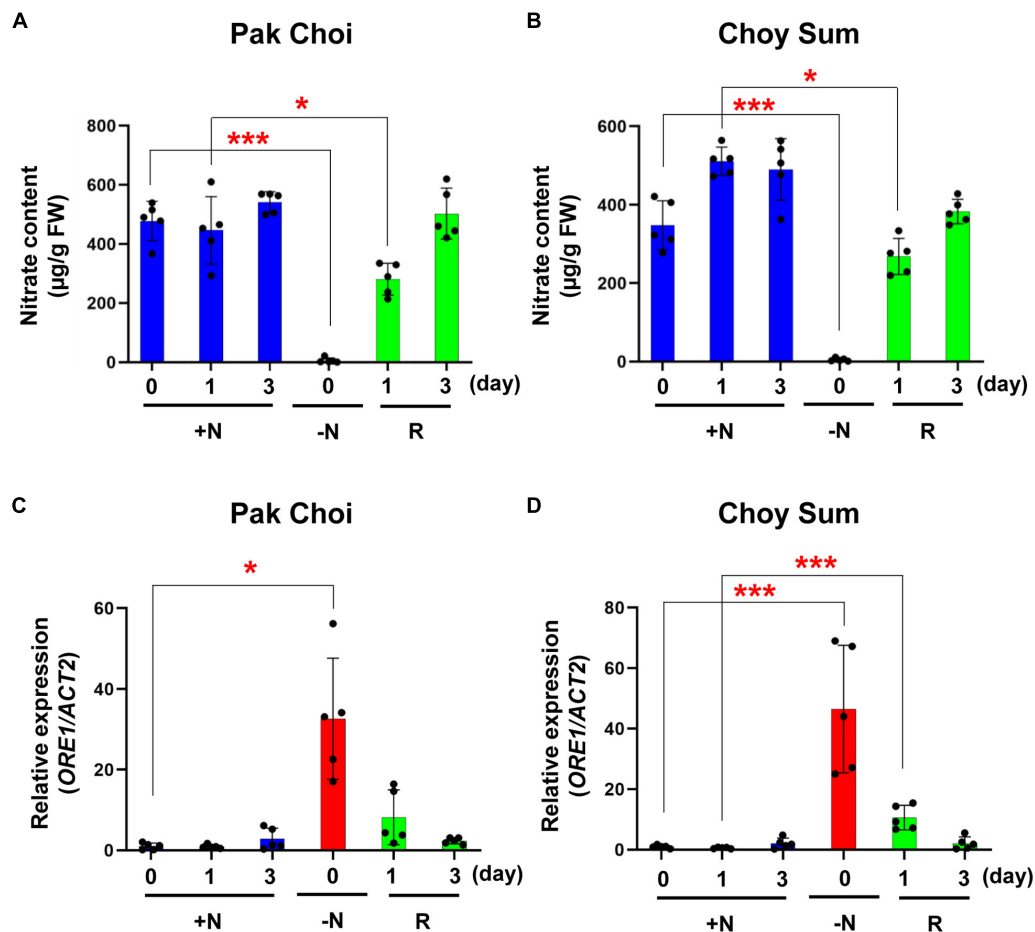 A
Pak Choi
Nitrate content
(µg/g FW)
800
600
400
200
0
***
*
0 1 3 0 1 3 (day)
+N -N R
B
Choy Sum
Nitrate content
(µg/g FW)
600
400
200
0
***
*
0 1 3 0 1 3 (day)
+N -N R
C
Pak Choi
Relative expression
(ORE1/ACT2)
60
40
20
0
*
0 1 3 0 1 3 (day)
+N -N R
D
Choy Sum
Relative expression
(ORE1/ACT2)
80
60
40
20
0
***
***
0 1 3 0 1 3 (day)
+N -N R